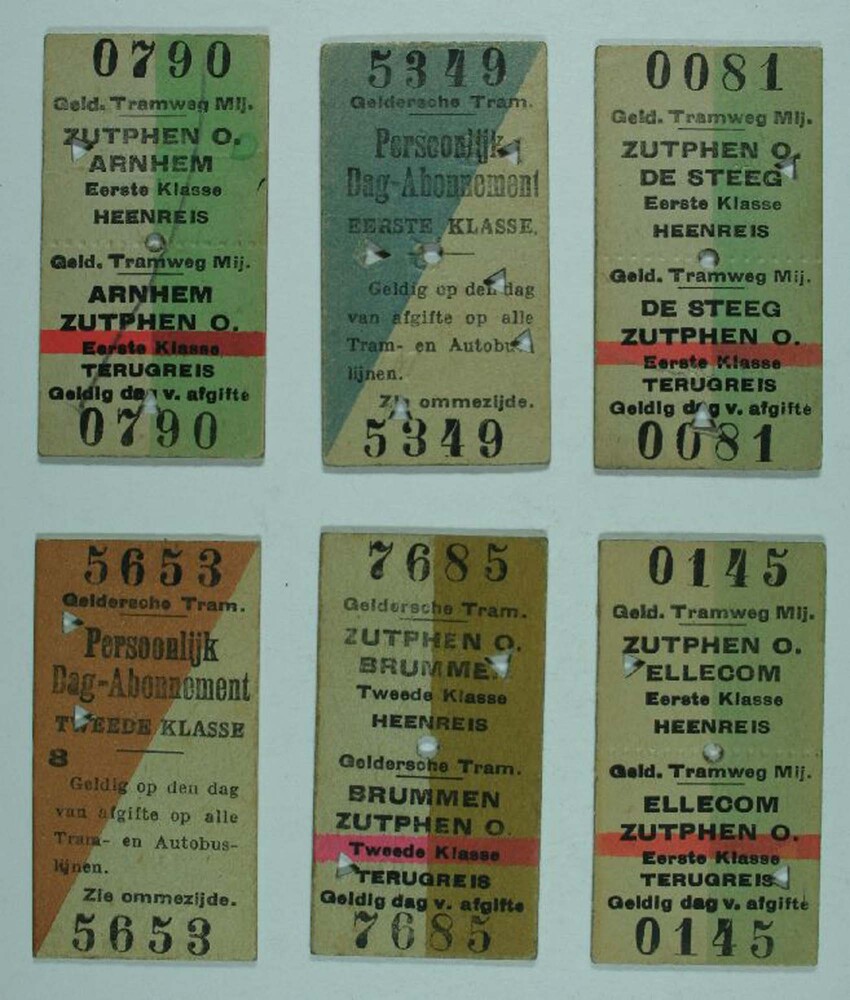 0790
Geld. Tramweg Mij.
ZUTPHEN O.
ARNHEM
Eerste Klasse
HEENREIS
Geld. Tramweg Mij.
ARNHEM
ZUTPHEN O.
Eerste Klasse
TERUGREIS
Geldig dag v. afgifte
0790
5349
Geldersche Tram.
Persoonlijk
Dag-Abonnement
EERSTE KLASSE.
Geldig op den dag
van afgifte op alle
Tram- en Autobus-
lijnen.
Zie ommezijde.
5349
0081
Geld. Tramweg Mij.
ZUTPHEN O.
DE STEEG
Eerste Klasse
HEENREIS
Geld. Tramweg Mij.
DE STEEG
ZUTPHEN O.
Eerste Klasse
TERUGREIS
Geldig dag v. afgifte
0081
5653
Geldersche Tram.
Persoonlijk
Dag-Abonnement
TWEEDE KLASSE
8
Geldig op den dag
van afgifte op alle
Tram- en Autobus-
lijnen.
Zie ommezijde.
5653
7685
Geldersche Tram.
ZUTPHEN O.
BRUMMEN
Tweede Klasse
HEENREIS
Geldersche Tram.
BRUMMEN
ZUTPHEN O.
Tweede Klasse
TERUGREIS
Geldig dag v. afgifte
7685
0145
Geld. Tramweg Mij.
ZUTPHEN O.
ELLECOM
Eerste Klasse
HEENREIS
Geld. Tramweg Mij.
ELLECOM
ZUTPHEN O.
Eerste Klasse
TERUGREIS
Geldig dag v. afgifte
0145